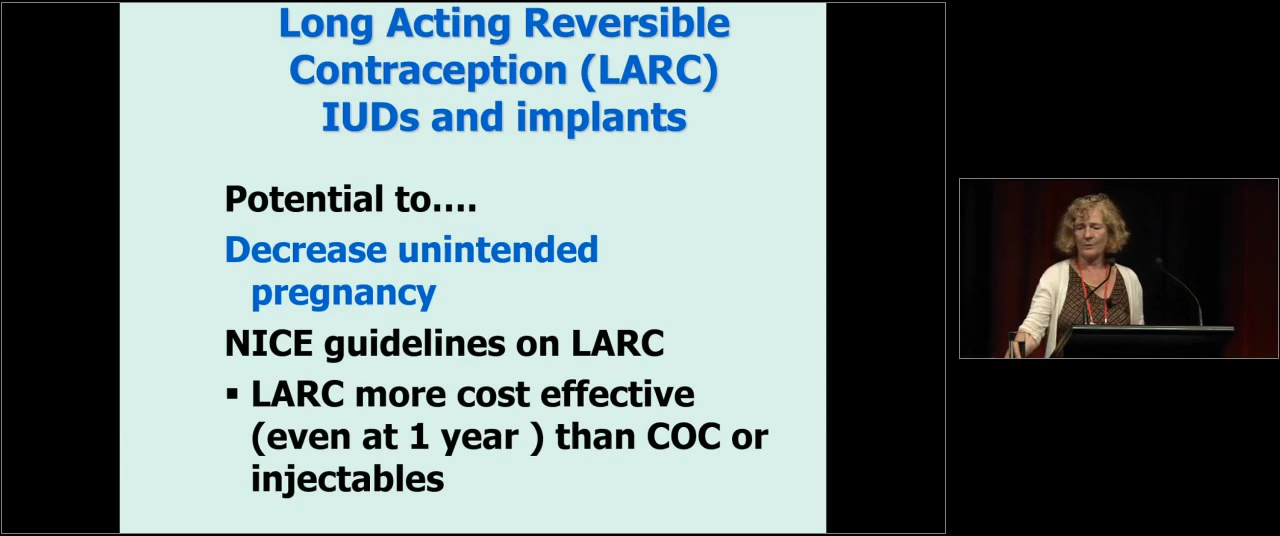 Long Acting Reversible
Contraception (LARC)
IUDs and implants
Potential to....
Decrease unintended
pregnancy
NICE guidelines on LARC
▪ LARC more cost effective
(even at 1 year ) than COC or
injectables